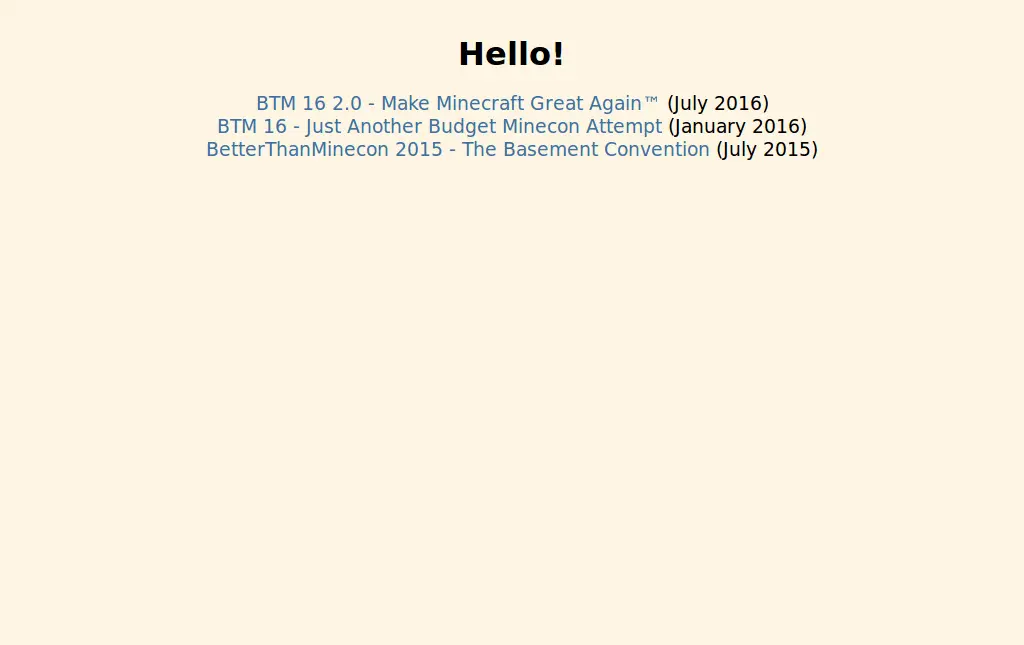 Hello!
BTM 16 2.0 - Make Minecraft Great Again™ (July 2016)
BTM 16 - Just Another Budget Minecon Attempt (January 2016)
BetterThanMinecon 2015 - The Basement Convention (July 2015)